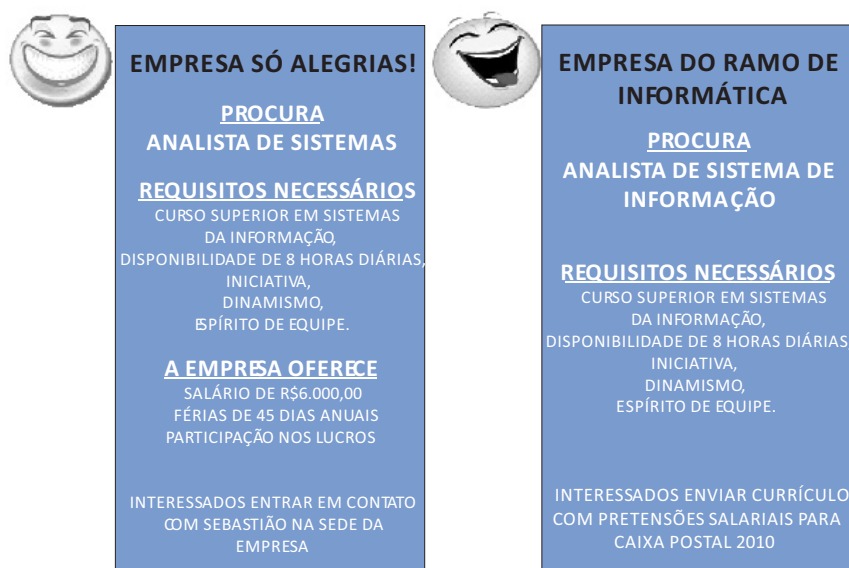 EMPRESA SÓ ALEGRIAS!
PROCURA
ANALISTA DE SISTEMAS
REQUISITOS NECESSÁRIOS
CURSO SUPERIOR EM SISTEMAS
DA INFORMAÇÃO,
DISPONIBILIDADE DE 8 HORAS DIÁRIAS,
INICIATIVA,
DINAMISMO,
ESPÍRITO DE EQUIPE.
A EMPRESA OFERECE
SALÁRIO DE R$6.000,00
FÉRIAS DE 45 DIAS ANUAIS
PARTICIPAÇÃO NOS LUCROS
INTERESSADOS ENTRAR EM CONTATO
COM SEBASTIÃO NA SEDE DA
EMPRESA
EMPRESA DO RAMO DE
INFORMÁTICA
PROCURA
ANALISTA DE SISTEMA DE
INFORMAÇÃO
REQUISITOS NECESSÁRIOS
CURSO SUPERIOR EM SISTEMAS
DA INFORMAÇÃO,
DISPONIBILIDADE DE 8 HORAS DIÁRIAS
INICIATIVA,
DINAMISMO,
ESPÍRITO DE EQUIPE.
INTERESSADOS ENVIAR CURRÍCULO
COM PRETENSÕES SALARIAIS PARA
CAIXA POSTAL 2010